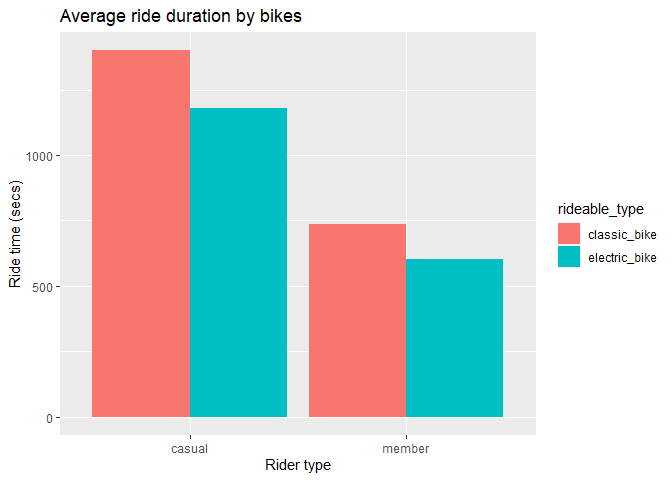 Average ride duration by bikes
Ride time (secs)
1000
500
0
casual
member
Rider type
rideable_type
classic_bike
electric_bike